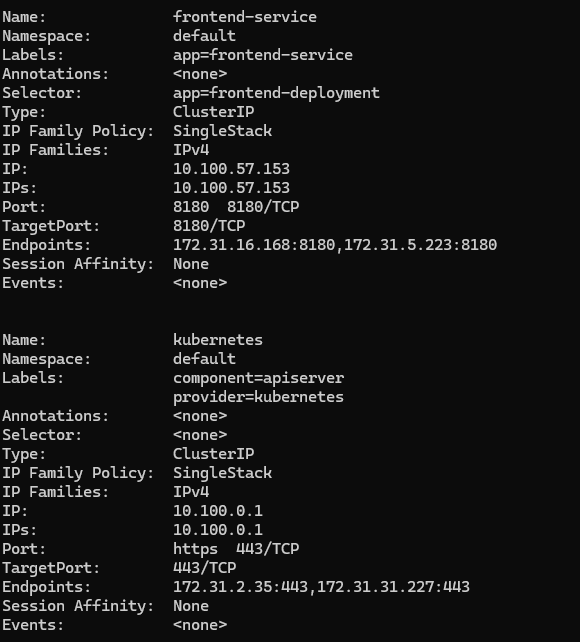 Name:              frontend-service
Namespace:         default
Labels:            app=frontend-service
Annotations:       <none>
Selector:          app=frontend-deployment
Type:              ClusterIP
IP Family Policy:  SingleStack
IP Families:       IPv4
IP:                10.100.57.153
IPs:               10.100.57.153
Port:              8180  8180/TCP
TargetPort:        8180/TCP
Endpoints:         172.31.16.168:8180,172.31.5.223:8180
Session Affinity:  None
Events:            <none>

Name:              kubernetes
Namespace:         default
Labels:            component=apiserver
                   provider=kubernetes
Annotations:       <none>
Selector:          <none>
Type:              ClusterIP
IP Family Policy:  SingleStack
IP Families:       IPv4
IP:                10.100.0.1
IPs:               10.100.0.1
Port:              https  443/TCP
TargetPort:        443/TCP
Endpoints:         172.31.2.35:443,172.31.31.227:443
Session Affinity:  None
Events:            <none>